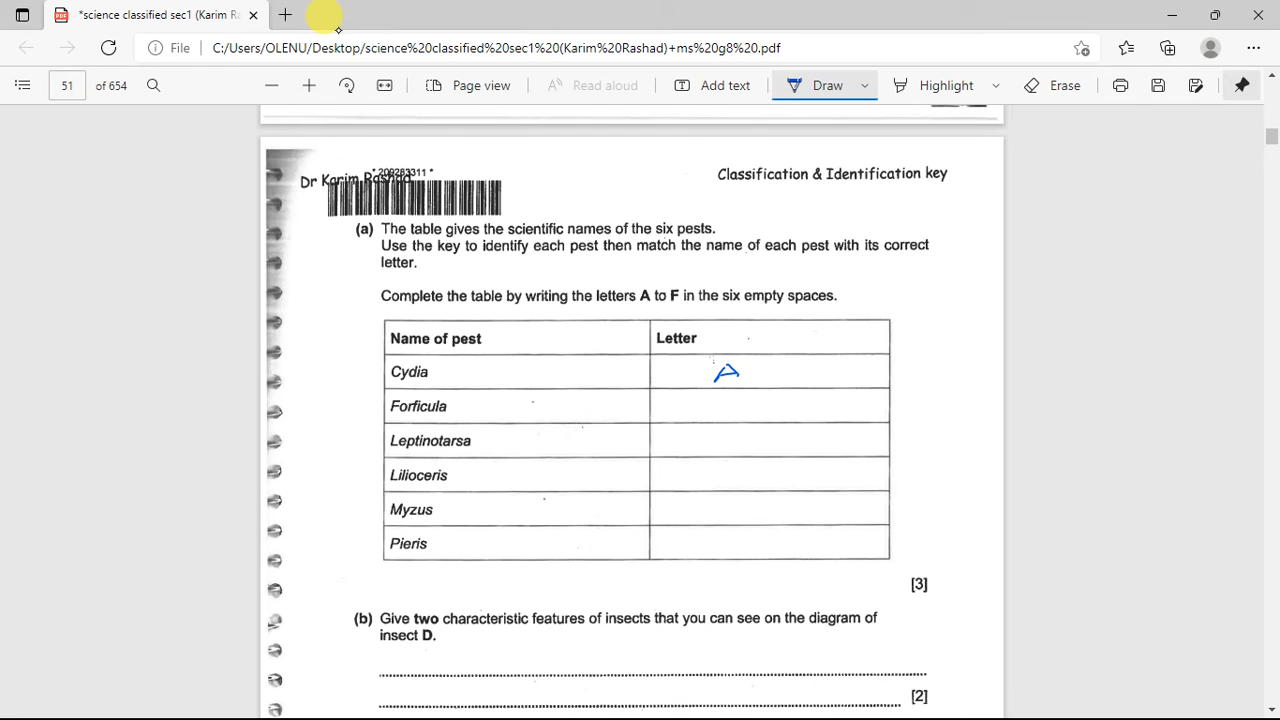 *science classified sec1 (Karim Ra
File
C:/Users/OLENU/Desktop/science%20classified%20sec1%20(Karim%20Rashad)+ms%20g8%20.pdf
51 of 654
Page view
Read aloud
Add text
Draw
Highlight
Erase
* 209263311 *
Dr Karim Rashad
Classification & Identification key
(a) The table gives the scientific names of the six pests.
Use the key to identify each pest then match the name of each pest with its correct
letter.
Complete the table by writing the letters A to F in the six empty spaces.
Name of pest Letter
Cydia A
Forficula
Leptinotarsa
Lilioceris
Myzus
Pieris
[3]
(b) Give two characteristic features of insects that you can see on the diagram of
insect D.
[2]